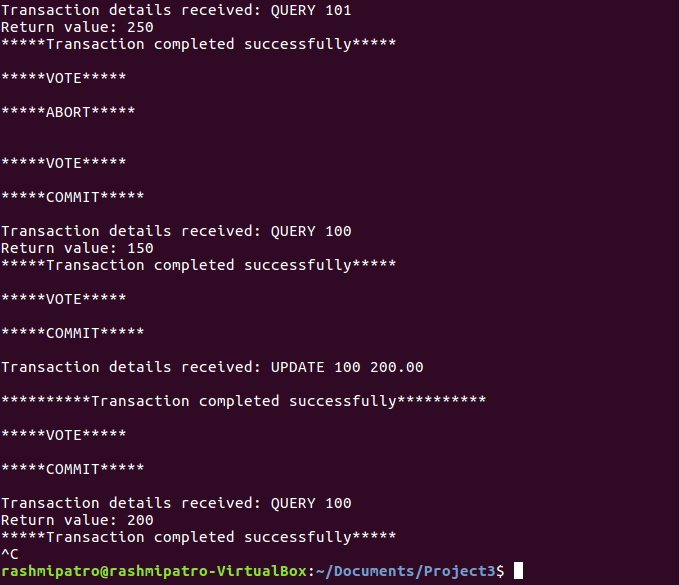 Transaction details received: QUERY 101
Return value: 250
*****Transaction completed successfully*****
*****VOTE*****
*****ABORT*****
*****VOTE*****
*****COMMIT*****
Transaction details received: QUERY 100
Return value: 150
*****Transaction completed successfully*****
*****VOTE*****
*****COMMIT*****
Transaction details received: UPDATE 100 200.00
**********Transaction completed successfully**********
*****VOTE*****
*****COMMIT*****
Transaction details received: QUERY 100
Return value: 200
*****Transaction completed successfully*****
^C
rashmipatro@rashmipatro-VirtualBox:~/Documents/Project3$